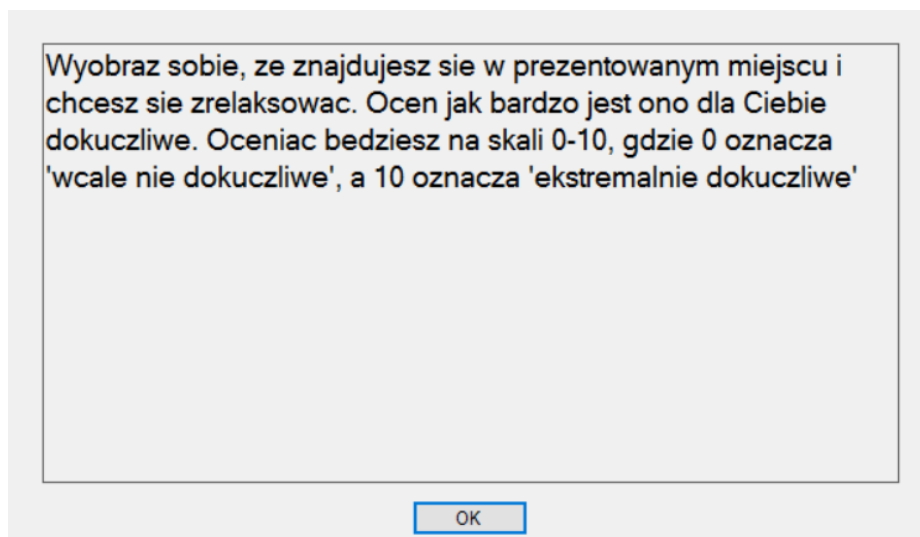 Wyobraz sobie, ze znajdujesz sie w prezentowanym miejscu i
chcesz sie zrelaksowac. Ocen jak bardzo jest ono dla Ciebie
dokuczliwe. Oceniac bedziesz na skali 0-10, gdzie 0 oznacza
'wcale nie dokuczliwe', a 10 oznacza 'ekstremalnie dokuczliwe'
OK